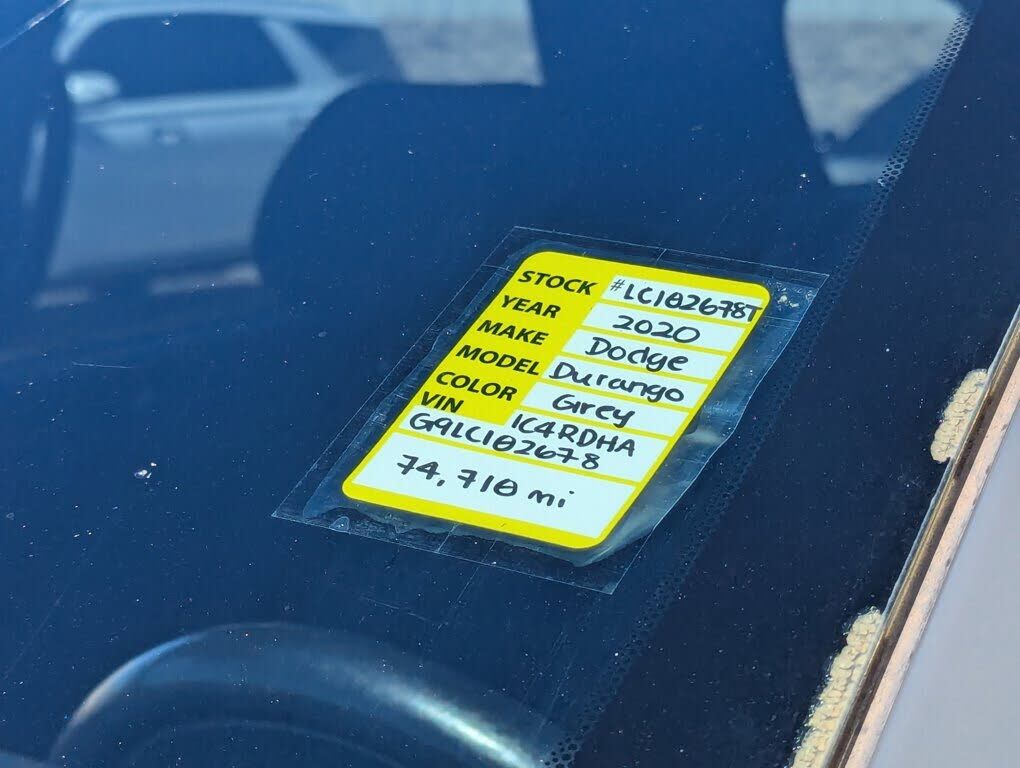 STOCK #LC102678T
YEAR 2020
MAKE Dodge
MODEL Durango
COLOR Grey
VIN 1C4RDHA
G9LC102678
74,710 mi